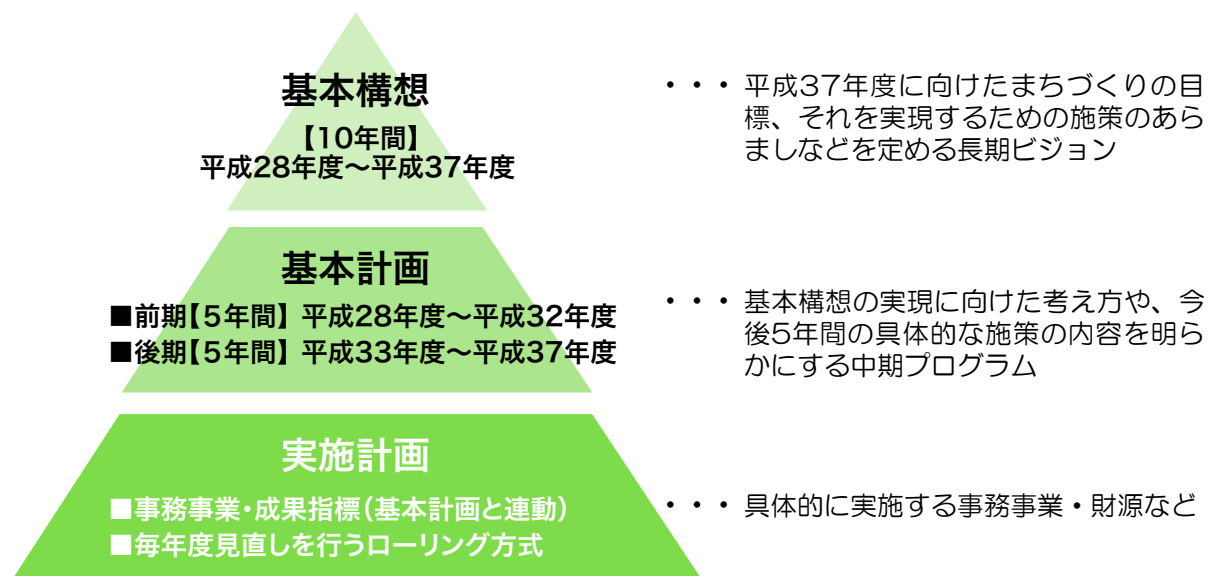 基本構想
【10年間】
平成28年度～平成37年度
・・・ 平成37年度に向けたまちづくりの目
標、それを実現するための施策のあら
ましなどを定める長期ビジョン
基本計画
■前期【5年間】 平成28年度～平成32年度
■後期【5年間】 平成33年度～平成37年度
・・・ 基本構想の実現に向けた考え方や、今
後5年間の具体的な施策の内容を明ら
かにする中期プログラム
実施計画
■事務事業・成果指標（基本計画と連動）
■毎年度見直しを行うローリング方式
・・・ 具体的に実施する事務事業・財源など